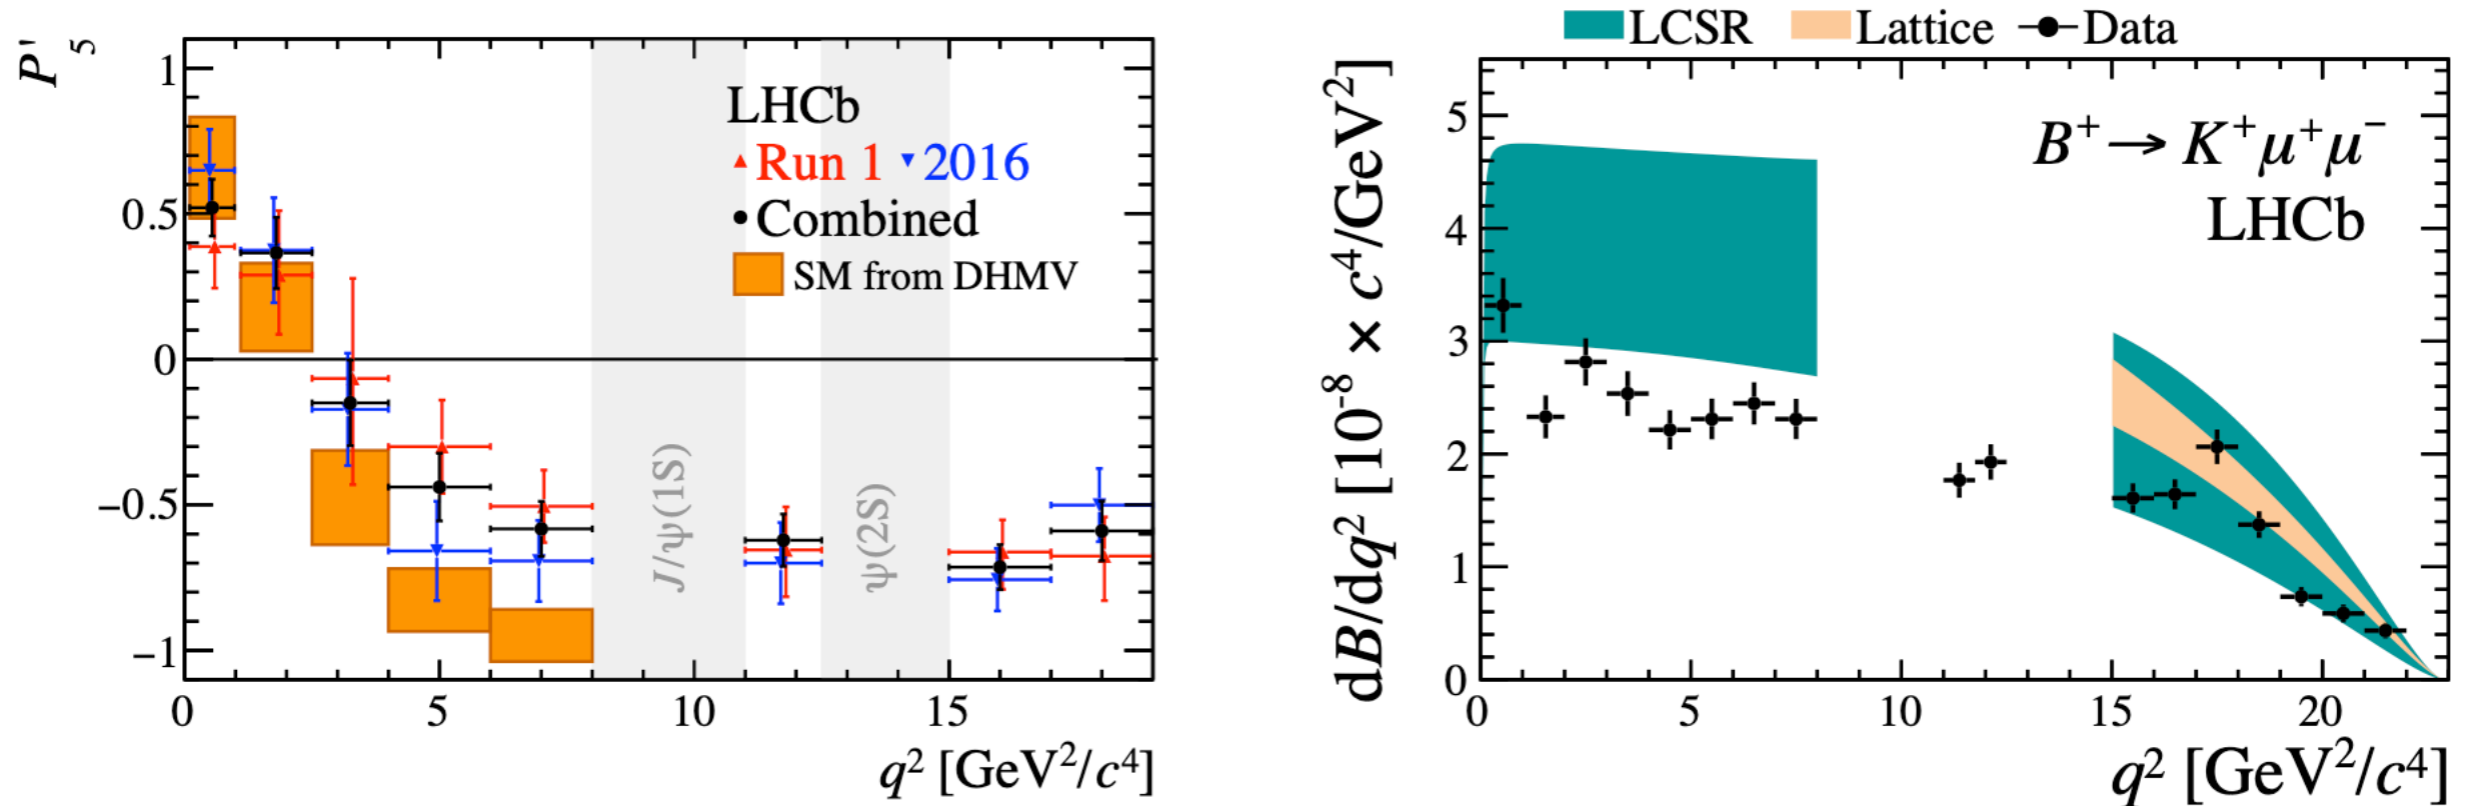 P'5
1
0.5
0
−0.5
−1
LHCb
Run 1 2016
Combined
SM from DHMV
J/ψ(1S)
ψ(2S)
0 5 10 15
q² [GeV²/c⁴]
LCSR Lattice Data
dB/dq² [10⁻⁸ × c⁴/GeV²]
5
4
3
2
1
0
B⁺ → K⁺μ⁺μ⁻
LHCb
0 5 10 15 20
q² [GeV²/c⁴]